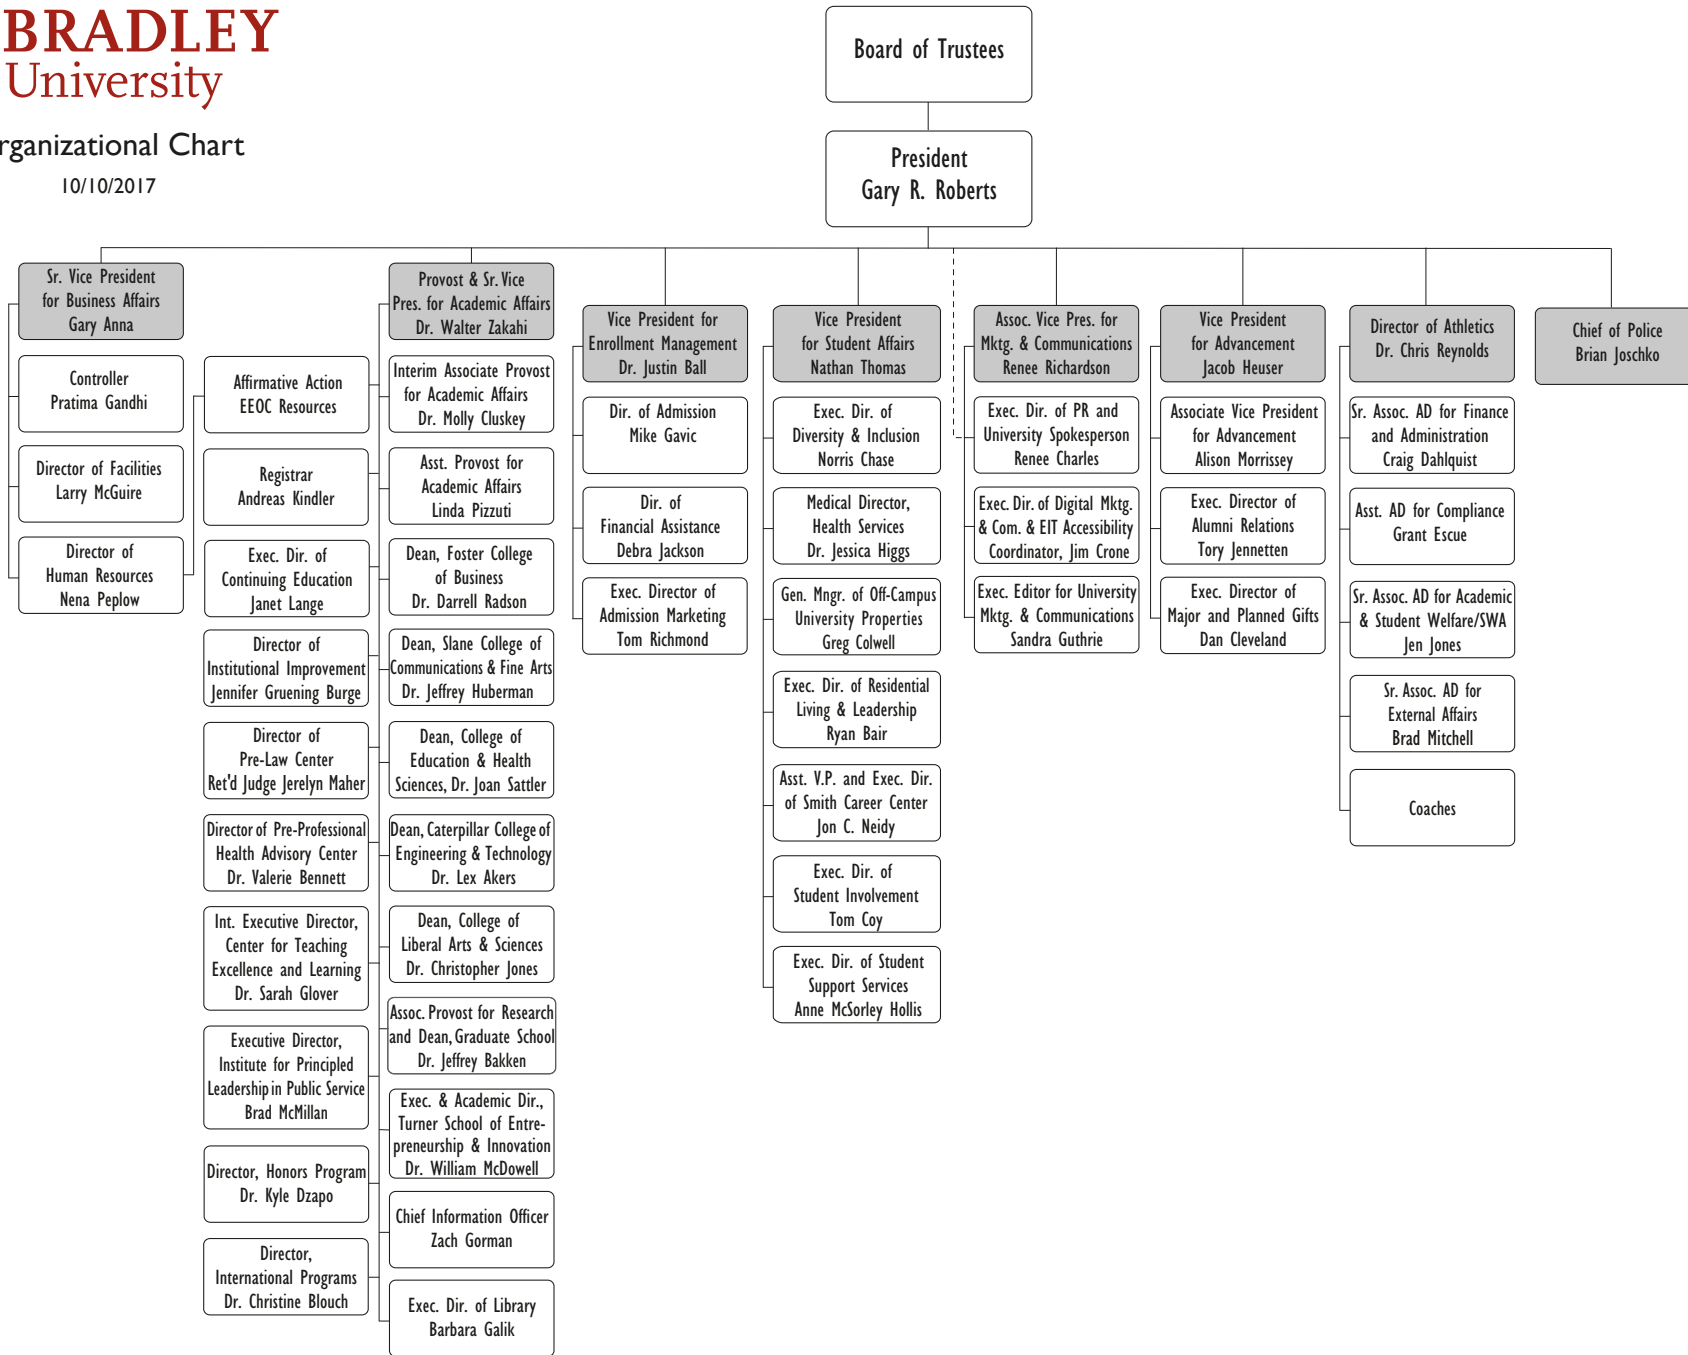 BRADLEY
University
rganizational Chart
10/10/2017
Board of Trustees
President
Gary R. Roberts
Sr. Vice President
for Business Affairs
Gary Anna
Controller
Pratima Gandhi
Director of Facilities
Larry McGuire
Director of
Human Resources
Nena Peplow
Affirmative Action
EEOC Resources
Registrar
Andreas Kindler
Exec. Dir. of
Continuing Education
Janet Lange
Director of
Institutional Improvement
Jennifer Gruening Burge
Director of
Pre-Law Center
Ret'd Judge Jerelyn Maher
Director of Pre-Professional
Health Advisory Center
Dr. Valerie Bennett
Int. Executive Director,
Center for Teaching
Excellence and Learning
Dr. Sarah Glover
Executive Director,
Institute for Principled
Leadership in Public Service
Brad McMillan
Director, Honors Program
Dr. Kyle Dzapo
Director,
International Programs
Dr. Christine Blouch
Provost & Sr. Vice
Pres. for Academic Affairs
Dr. Walter Zakahi
Interim Associate Provost
for Academic Affairs
Dr. Molly Cluskey
Asst. Provost for
Academic Affairs
Linda Pizzuti
Dean, Foster College
of Business
Dr. Darrell Radson
Dean, Slane College of
Communications & Fine Arts
Dr. Jeffrey Huberman
Dean, College of
Education & Health
Sciences, Dr. Joan Sattler
Dean, Caterpillar College of
Engineering & Technology
Dr. Lex Akers
Dean, College of
Liberal Arts & Sciences
Dr. Christopher Jones
Assoc. Provost for Research
and Dean, Graduate School
Dr. Jeffrey Bakken
Exec. & Academic Dir.,
Turner School of Entre-
preneurship & Innovation
Dr. William McDowell
Chief Information Officer
Zach Gorman
Exec. Dir. of Library
Barbara Galik
Vice President for
Enrollment Management
Dr. Justin Ball
Dir. of Admission
Mike Gavic
Dir. of
Financial Assistance
Debra Jackson
Exec. Director of
Admission Marketing
Tom Richmond
Vice President
for Student Affairs
Nathan Thomas
Exec. Dir. of
Diversity & Inclusion
Norris Chase
Medical Director,
Health Services
Dr. Jessica Higgs
Gen. Mngr. of Off-Campus
University Properties
Greg Colwell
Exec. Dir. of Residential
Living & Leadership
Ryan Bair
Asst. V.P. and Exec. Dir.
of Smith Career Center
Jon C. Neidy
Exec. Dir. of
Student Involvement
Tom Coy
Exec. Dir. of Student
Support Services
Anne McSorley Hollis
Assoc. Vice Pres. for
Mktg. & Communications
Renee Richardson
Exec. Dir. of PR and
University Spokesperson
Renee Charles
Exec. Dir. of Digital Mktg.
& Com. & EIT Accessibility
Coordinator, Jim Crone
Exec. Editor for University
Mktg. & Communications
Sandra Guthrie
Vice President
for Advancement
Jacob Heuser
Associate Vice President
for Advancement
Alison Morrissey
Exec. Director of
Alumni Relations
Tory Jennetten
Exec. Director of
Major and Planned Gifts
Dan Cleveland
Director of Athletics
Dr. Chris Reynolds
Sr. Assoc. AD for Finance
and Administration
Craig Dahlquist
Asst. AD for Compliance
Grant Escue
Sr. Assoc. AD for Academic
& Student Welfare/SWA
Jen Jones
Sr. Assoc. AD for
External Affairs
Brad Mitchell
Coaches
Chief of Police
Brian Joschko